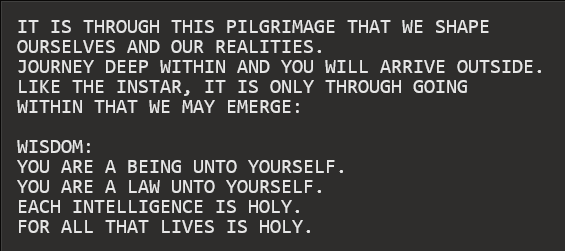 IT IS THROUGH THIS PILGRIMAGE THAT WE SHAPE
OURSELVES AND OUR REALITIES.
JOURNEY DEEP WITHIN AND YOU WILL ARRIVE OUTSIDE.
LIKE THE INSTAR, IT IS ONLY THROUGH GOING
WITHIN THAT WE MAY EMERGE:
WISDOM:
YOU ARE A BEING UNTO YOURSELF.
YOU ARE A LAW UNTO YOURSELF.
EACH INTELLIGENCE IS HOLY.
FOR ALL THAT LIVES IS HOLY.